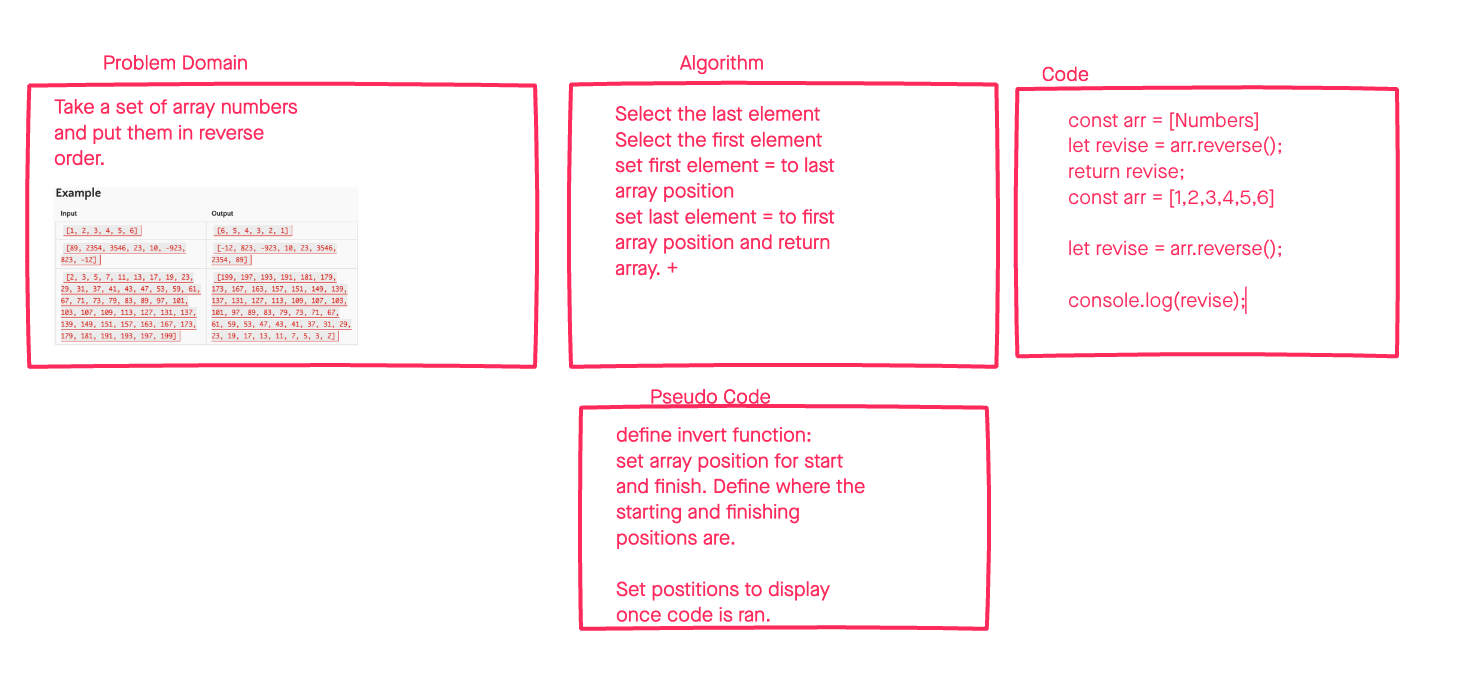 Problem Domain
Take a set of array numbers
and put them in reverse
order.
Example
Input Output
[1, 2, 3, 4, 5, 6] [6, 5, 4, 3, 2, 1]
[89, 2354, 3546, 23, 10, -923, [-12, 823, -923, 10, 23, 3546,
823, -12] 2354, 89]
[2, 3, 5, 7, 11, 13, 17, 19, 23, [199, 197, 193, 191, 181, 179,
29, 31, 37, 41, 43, 47, 53, 59, 61, 173, 167, 163, 157, 151, 149, 139,
67, 71, 73, 79, 83, 89, 97, 101, 137, 131, 127, 113, 109, 107, 103,
103, 107, 109, 113, 127, 131, 137, 101, 97, 89, 83, 79, 73, 71, 67,
139, 149, 151, 157, 163, 167, 173, 61, 59, 53, 47, 43, 41, 37, 31, 29,
179, 181, 191, 193, 197, 199] 23, 19, 17, 13, 11, 7, 5, 3, 2]
Algorithm
Select the last element
Select the first element
set first element = to last
array position
set last element = to first
array position and return
array. +
Code
const arr = [Numbers]
let revise = arr.reverse();
return revise;
const arr = [1,2,3,4,5,6]
let revise = arr.reverse();
console.log(revise);
Pseudo Code
define invert function:
set array position for start
and finish. Define where the
starting and finishing
positions are.
Set postitions to display
once code is ran.